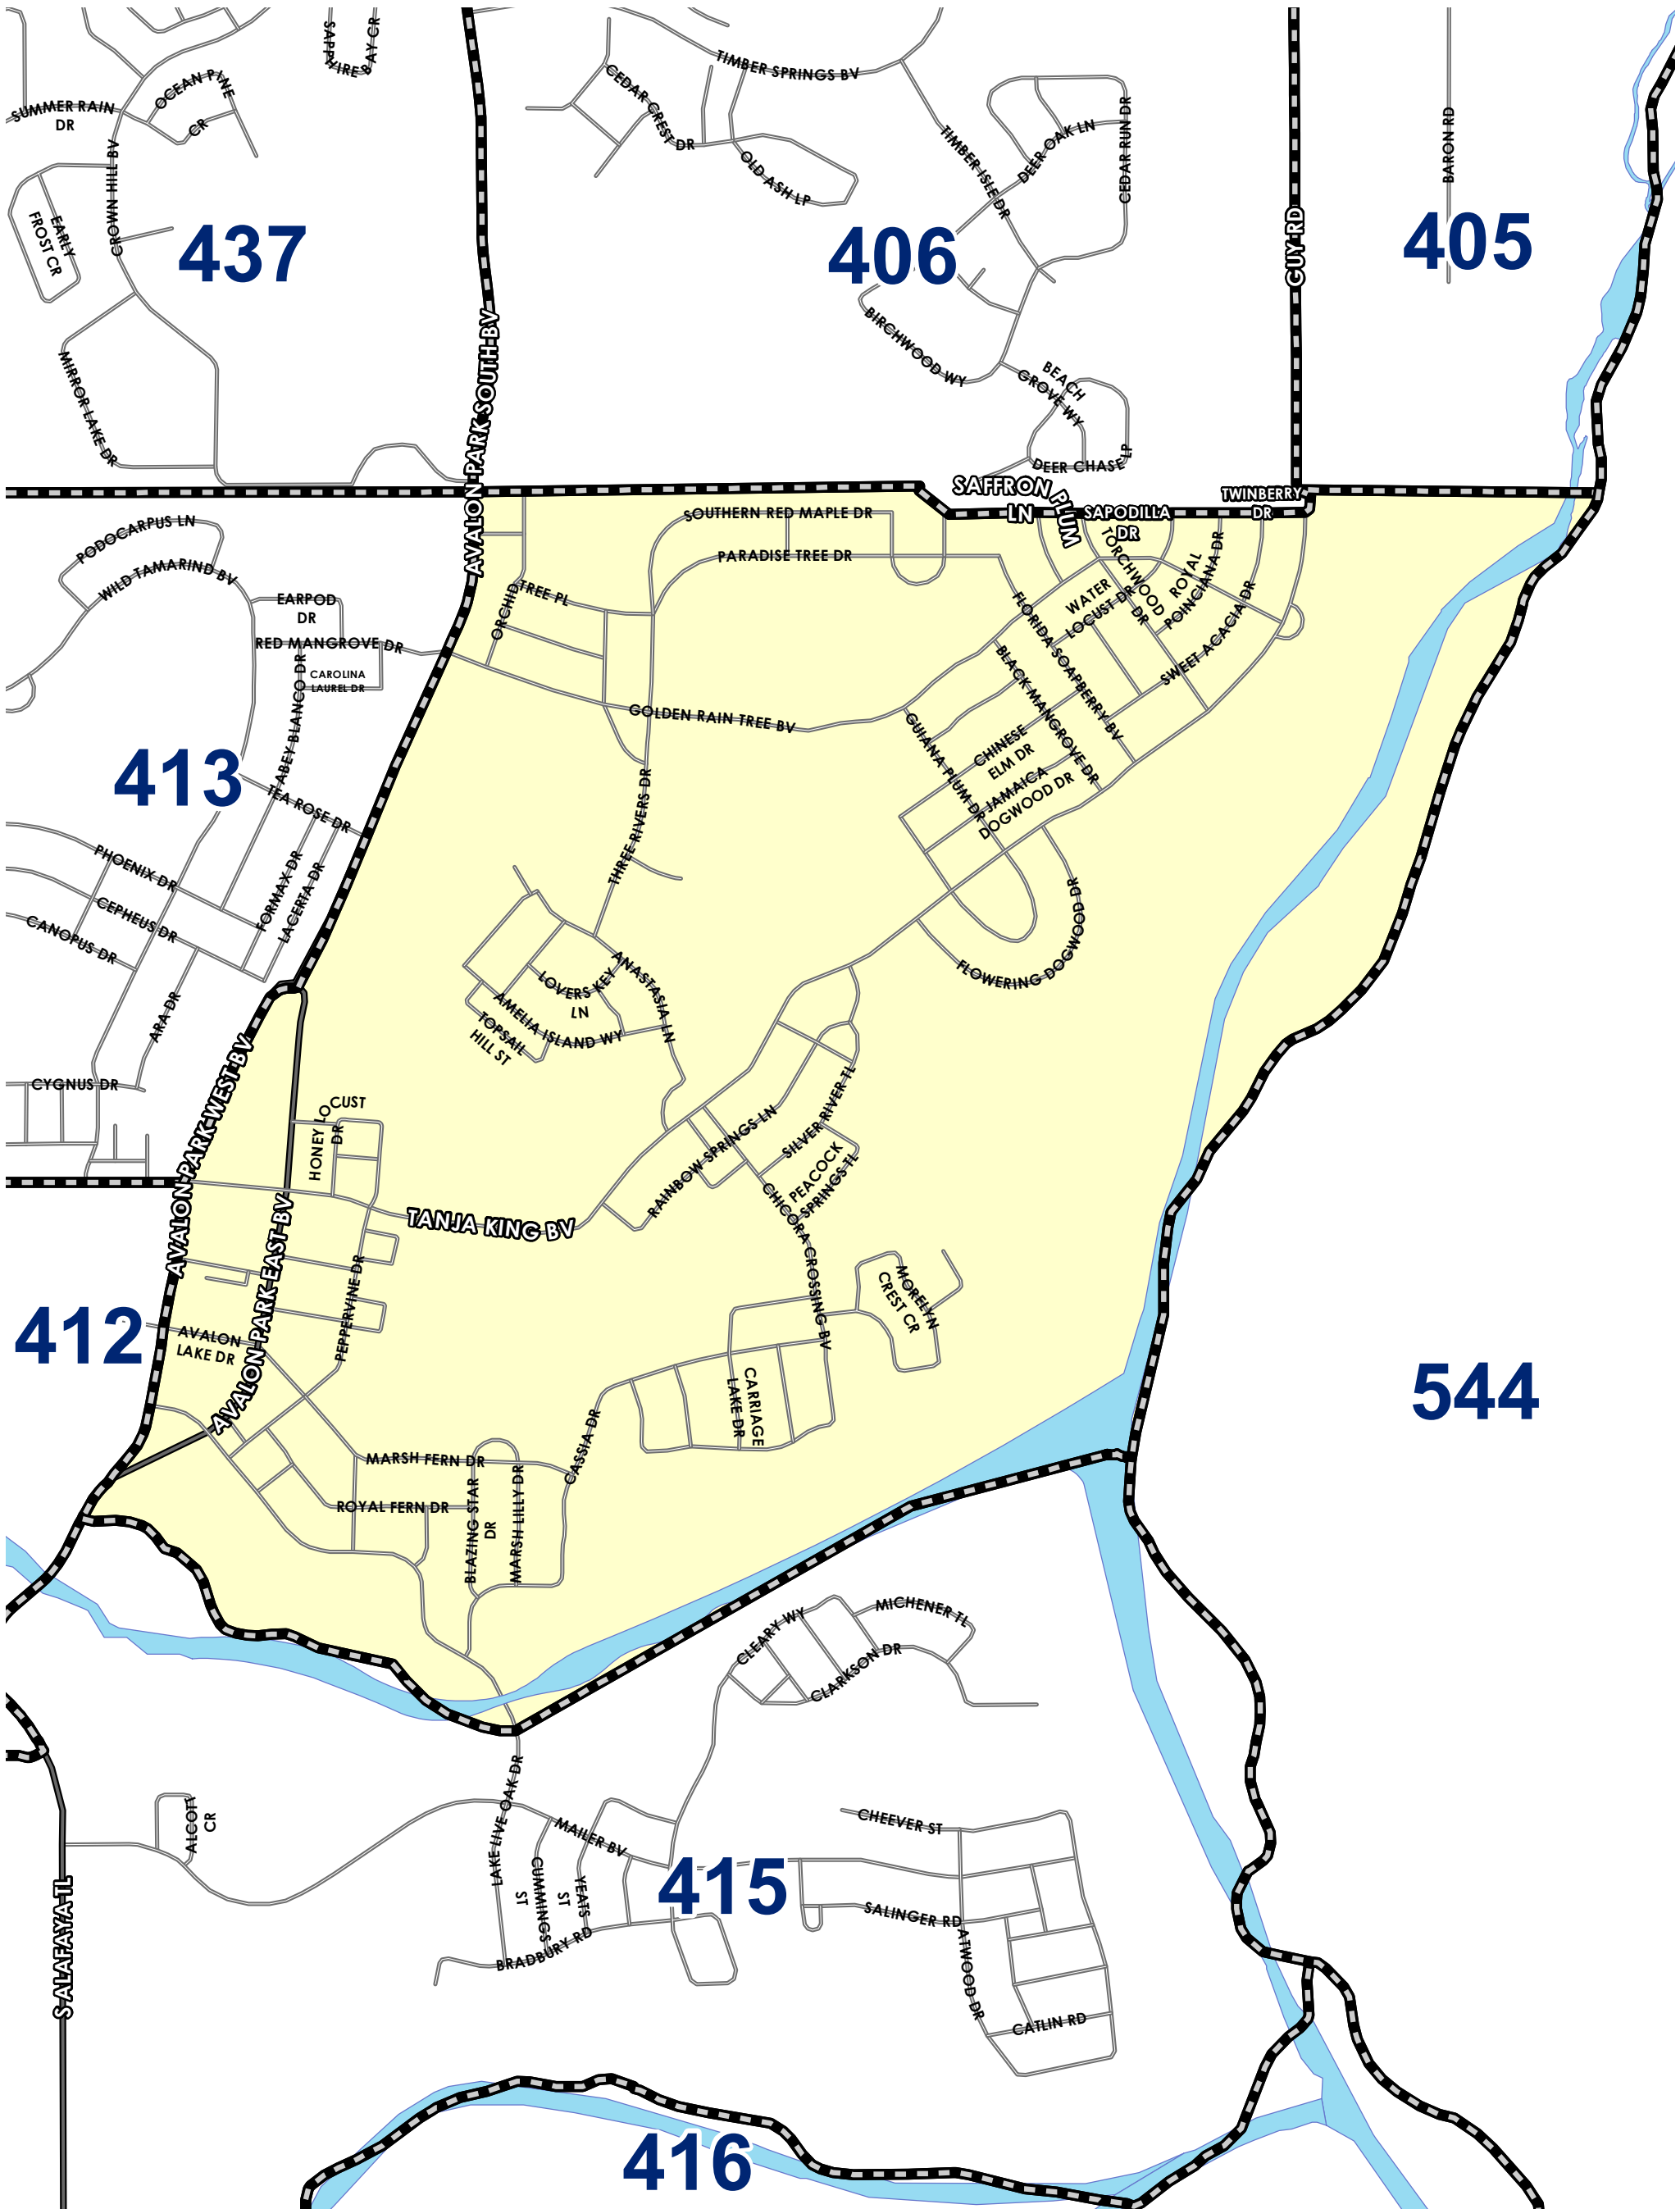 SAPPHIRE BAY CR
OCEAN PINE
CR
SUMMER RAIN
DR
CROWN HILL BV
EARLY
FROST CR
437
MIRROR LAKE DR
AVALON PARK SOUTH BV
TIMBER SPRINGS BV
CEDAR CREST DR
OLD ASH LP
TIMBER ISLE DR
DEER OAK LN
CEDAR RUN DR
406
BIRCHWOOD WY
BEACH
GROVE WY
DEER CHASE LP
GUY RD
BARON RD
405
SAFFRON PLUM
LN
SAPODILLA
DR
TWINBERRY
DR
PODOCARPUS LN
WILD TAMARIND BV
EARPOD
DR
RED MANGROVE DR
CAROLINA
LAUREL DR
TABEY BLANCO DR
413
TEA ROSE DR
PHOENIX DR
CEPHEUS DR
CANOPUS DR
FORMAX DR
LACERTA DR
ARA DR
CYGNUS DR
SOUTHERN RED MAPLE DR
PARADISE TREE DR
ORCHID TREE PL
GOLDEN RAIN TREE BV
THREE RIVERS DR
TORCHWOOD
DR
ROYAL
POINCIANA DR
WATER
LOCUST DR
FLORIDA SOAPBERRY BV
SWEET ACACIA DR
BLACK MANGROVE DR
GUIANA PLUM DR
CHINESE
ELM DR
JAMAICA
DOGWOOD DR
FLOWERING DOGWOOD DR
LOVERS KEY
LN
ANASTASIA LN
AMELIA ISLAND WY
TOPSAIL
HILL ST
AVALON PARK WEST BV
HONEY LOCUST
DR
TANJA KING BV
RAINBOW SPRINGS LN
SILVER RIVER TL
PEACOCK
SPRINGS TL
CHICORA CROSSING BV
MORELYN
CREST CR
AVALON PARK EAST BV
PEPPERVINE DR
412
AVALON
LAKE DR
CARRIAGE
LAKE DR
544
MARSH FERN DR
CASSIA DR
ROYAL FERN DR
BLAZING STAR
DR
MARSH LILLY DR
CLEARY WY
MICHENER TL
CLARKSON DR
LAKE LIVE OAK DR
ALCOTT
CR
MAILER BV
CUMMINGS
ST
YEATS
ST
415
CHEEVER ST
SALINGER RD
BRADBURY RD
ATWOOD DR
CATLIN RD
S ALAFAYA TL
416